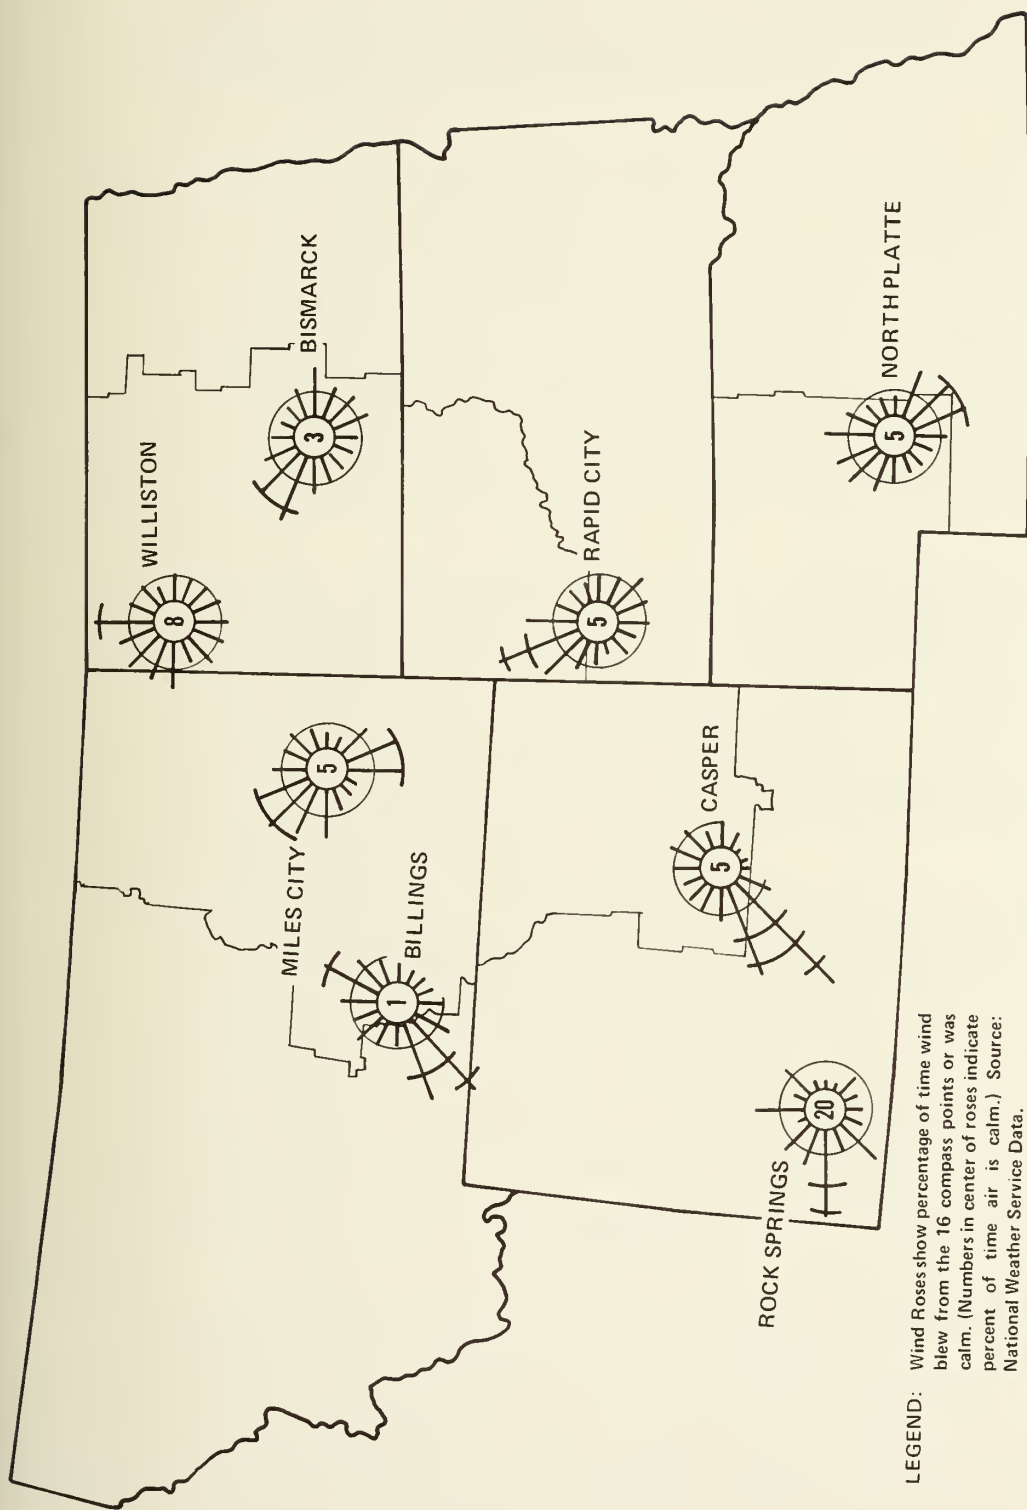 WILLISTON
8
BISMARCK
3
MILES CITY
5
BILLINGS
1
RAPID CITY
5
CASPER
5
NORTH PLATTE
5
ROCK SPRINGS
20
LEGEND: Wind Roses show percentage of time wind
blew from the 16 compass points or was
calm. (Numbers in center of roses indicate
percent of time air is calm.) Source:
National Weather Service Data.